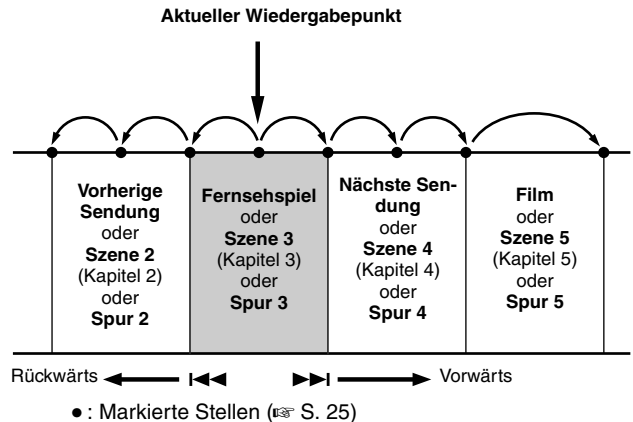 Aktueller Wiedergabepunkt
Vorherige
Sendung
oder
Szene 2
(Kapitel 2)
oder
Spur 2
Fernsehspiel
oder
Szene 3
(Kapitel 3)
oder
Spur 3
Nächste Sen-
dung
oder
Szene 4
(Kapitel 4)
oder
Spur 4
Film
oder
Szene 5
(Kapitel 5)
oder
Spur 5
Rückwärts
Vorwärts
● : Markierte Stellen (☞ S. 25)